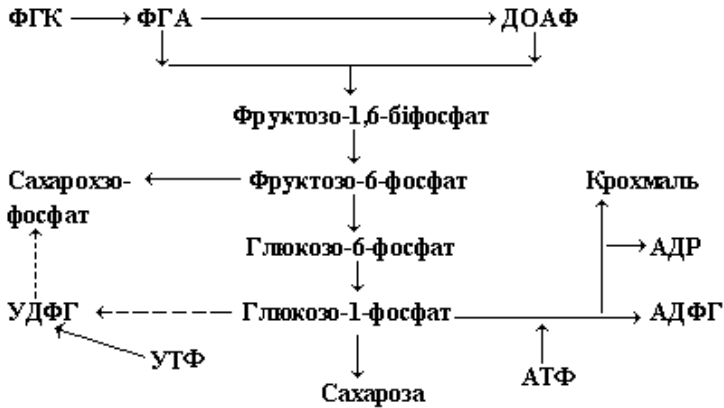 ФГК ФГА ДОАФ
Фруктозо-1,6-біфосфат
Сахарохзо- Фруктозо-6-фосфат Крохмаль
фосфат
Глюкозо-6-фосфат АДР
УДФГ Глюкозо-1-фосфат АДФГ
УТФ
АТФ
Сахароза